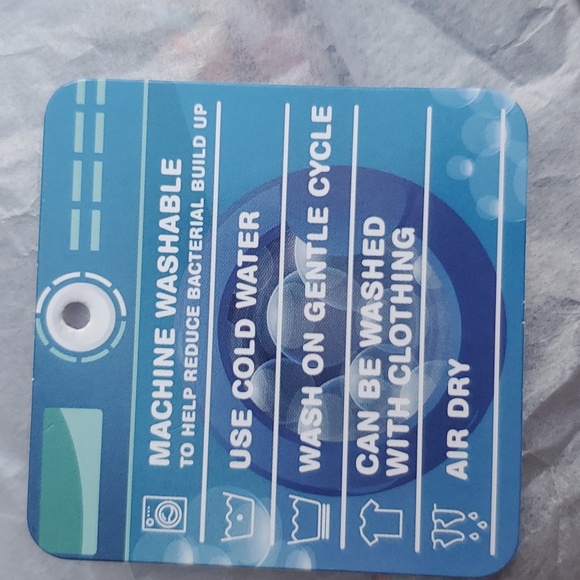 MACHINE WASHABLE
TO HELP REDUCE BACTERIAL BUILD UP
USE COLD WATER
WASH ON GENTLE CYCLE
CAN BE WASHED
WITH CLOTHING
AIR DRY